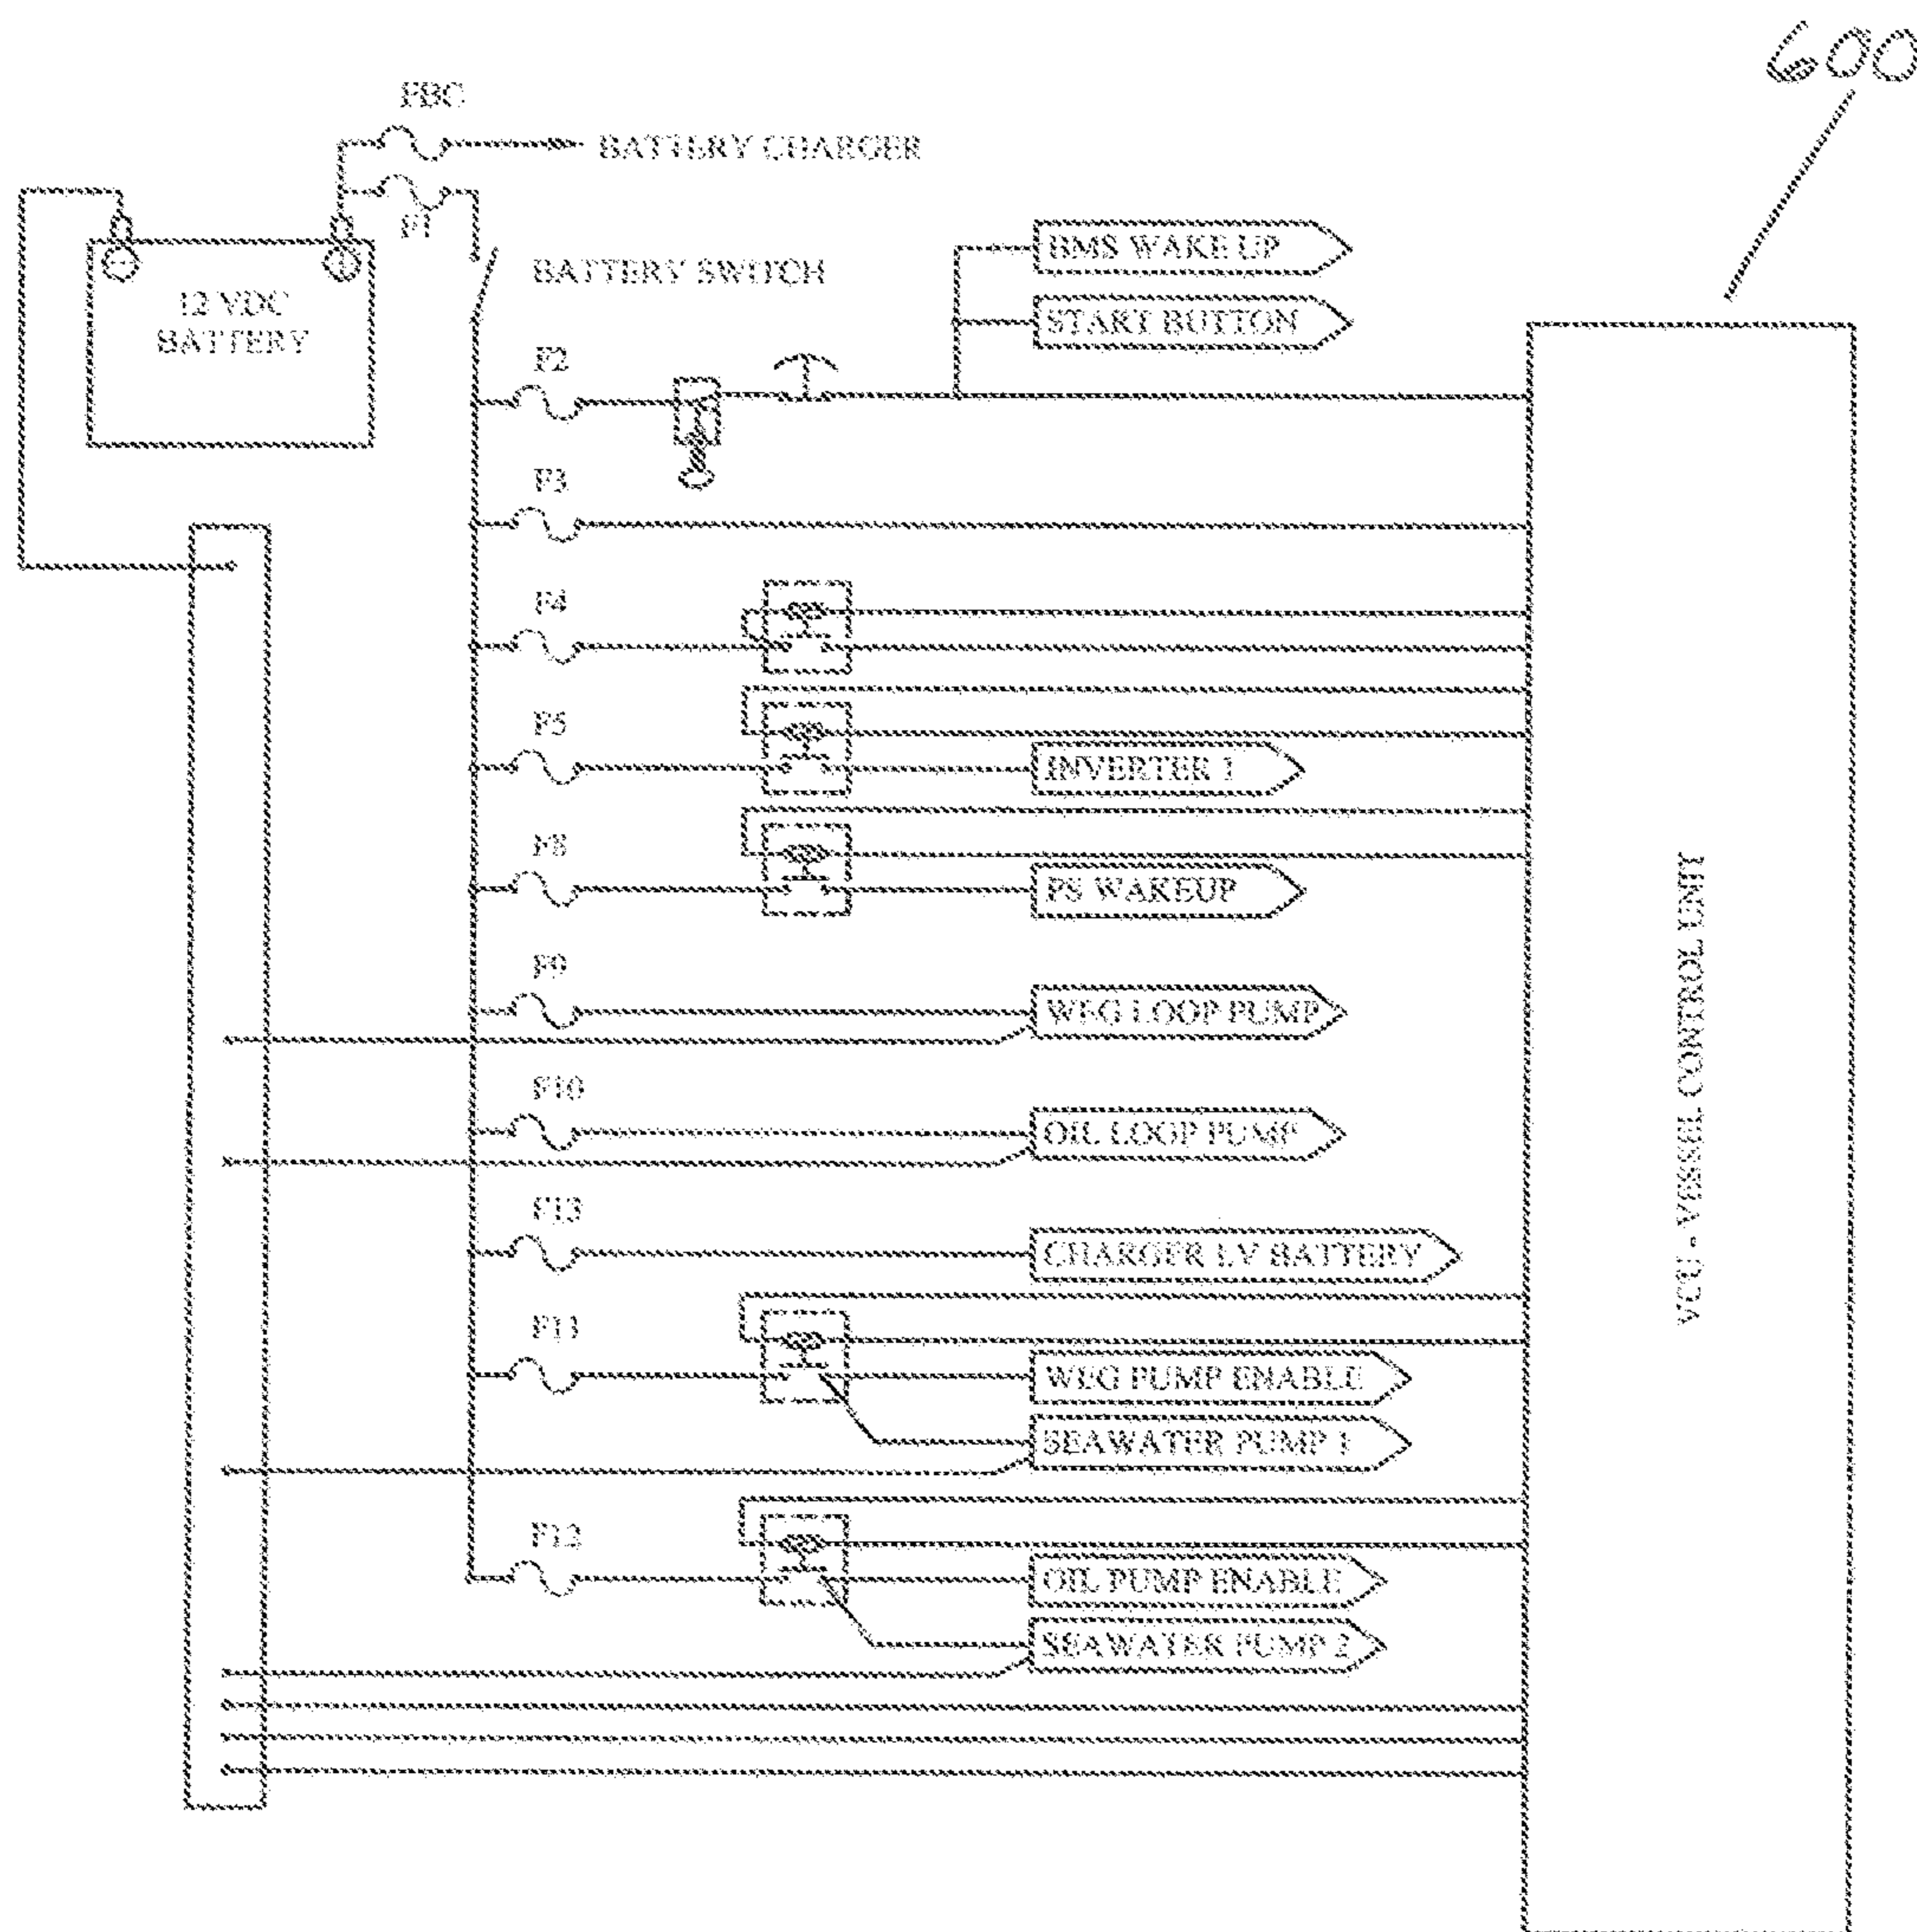 600
FBC
BATTERY CHARGER
F1
BATTERY SWITCH
12 VDC
BATTERY
BMS WAKE UP
START BUTTON
F2
F3
F4
F5
INVERTER 1
F8
PS WAKEUP
F9
WEG LOOP PUMP
F10
OIL LOOP PUMP
F13
CHARGER LV BATTERY
F11
WEG PUMP ENABLE
SEAWATER PUMP 1
F12
OIL PUMP ENABLE
SEAWATER PUMP 2
VCU - VESSEL CONTROL UNIT